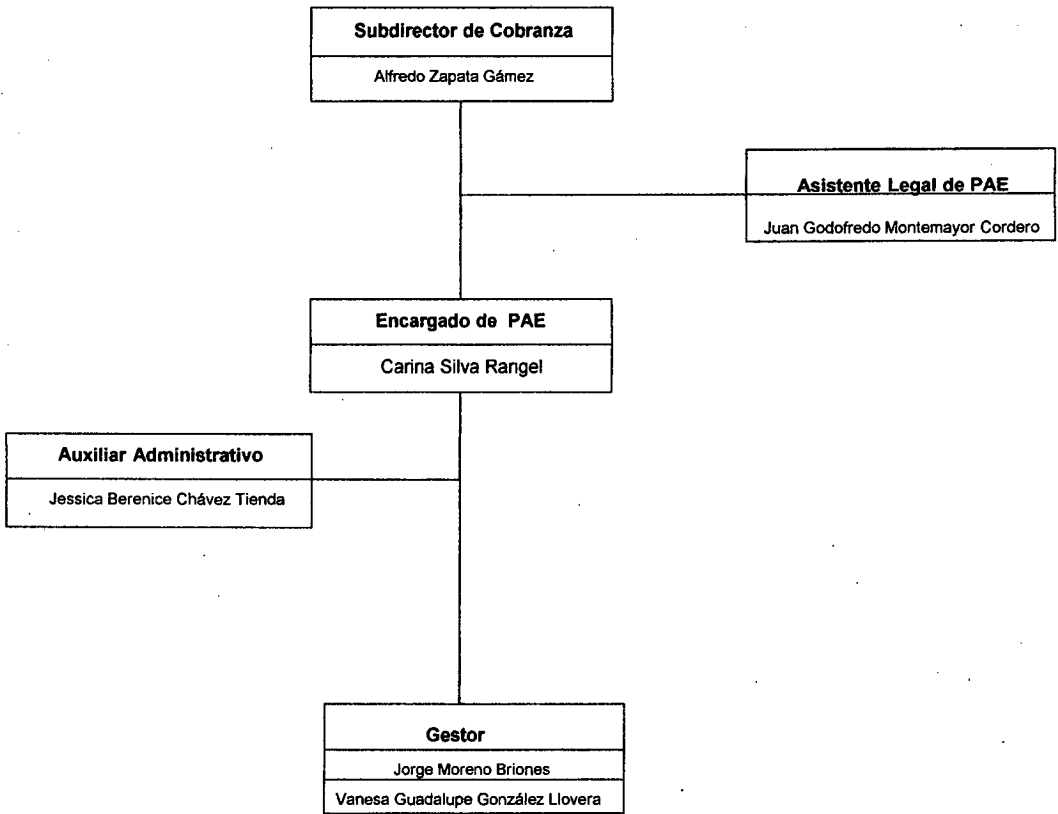 Subdirector de Cobranza
Alfredo Zapata Gámez
Asistente Legal de PAE
Juan Godofredo Montemayor Cordero
Encargado de PAE
Carina Silva Rangel
Auxiliar Administrativo
Jessica Berenice Chávez Tienda
Gestor
Jorge Moreno Briones
Vanesa Guadalupe González Llovera